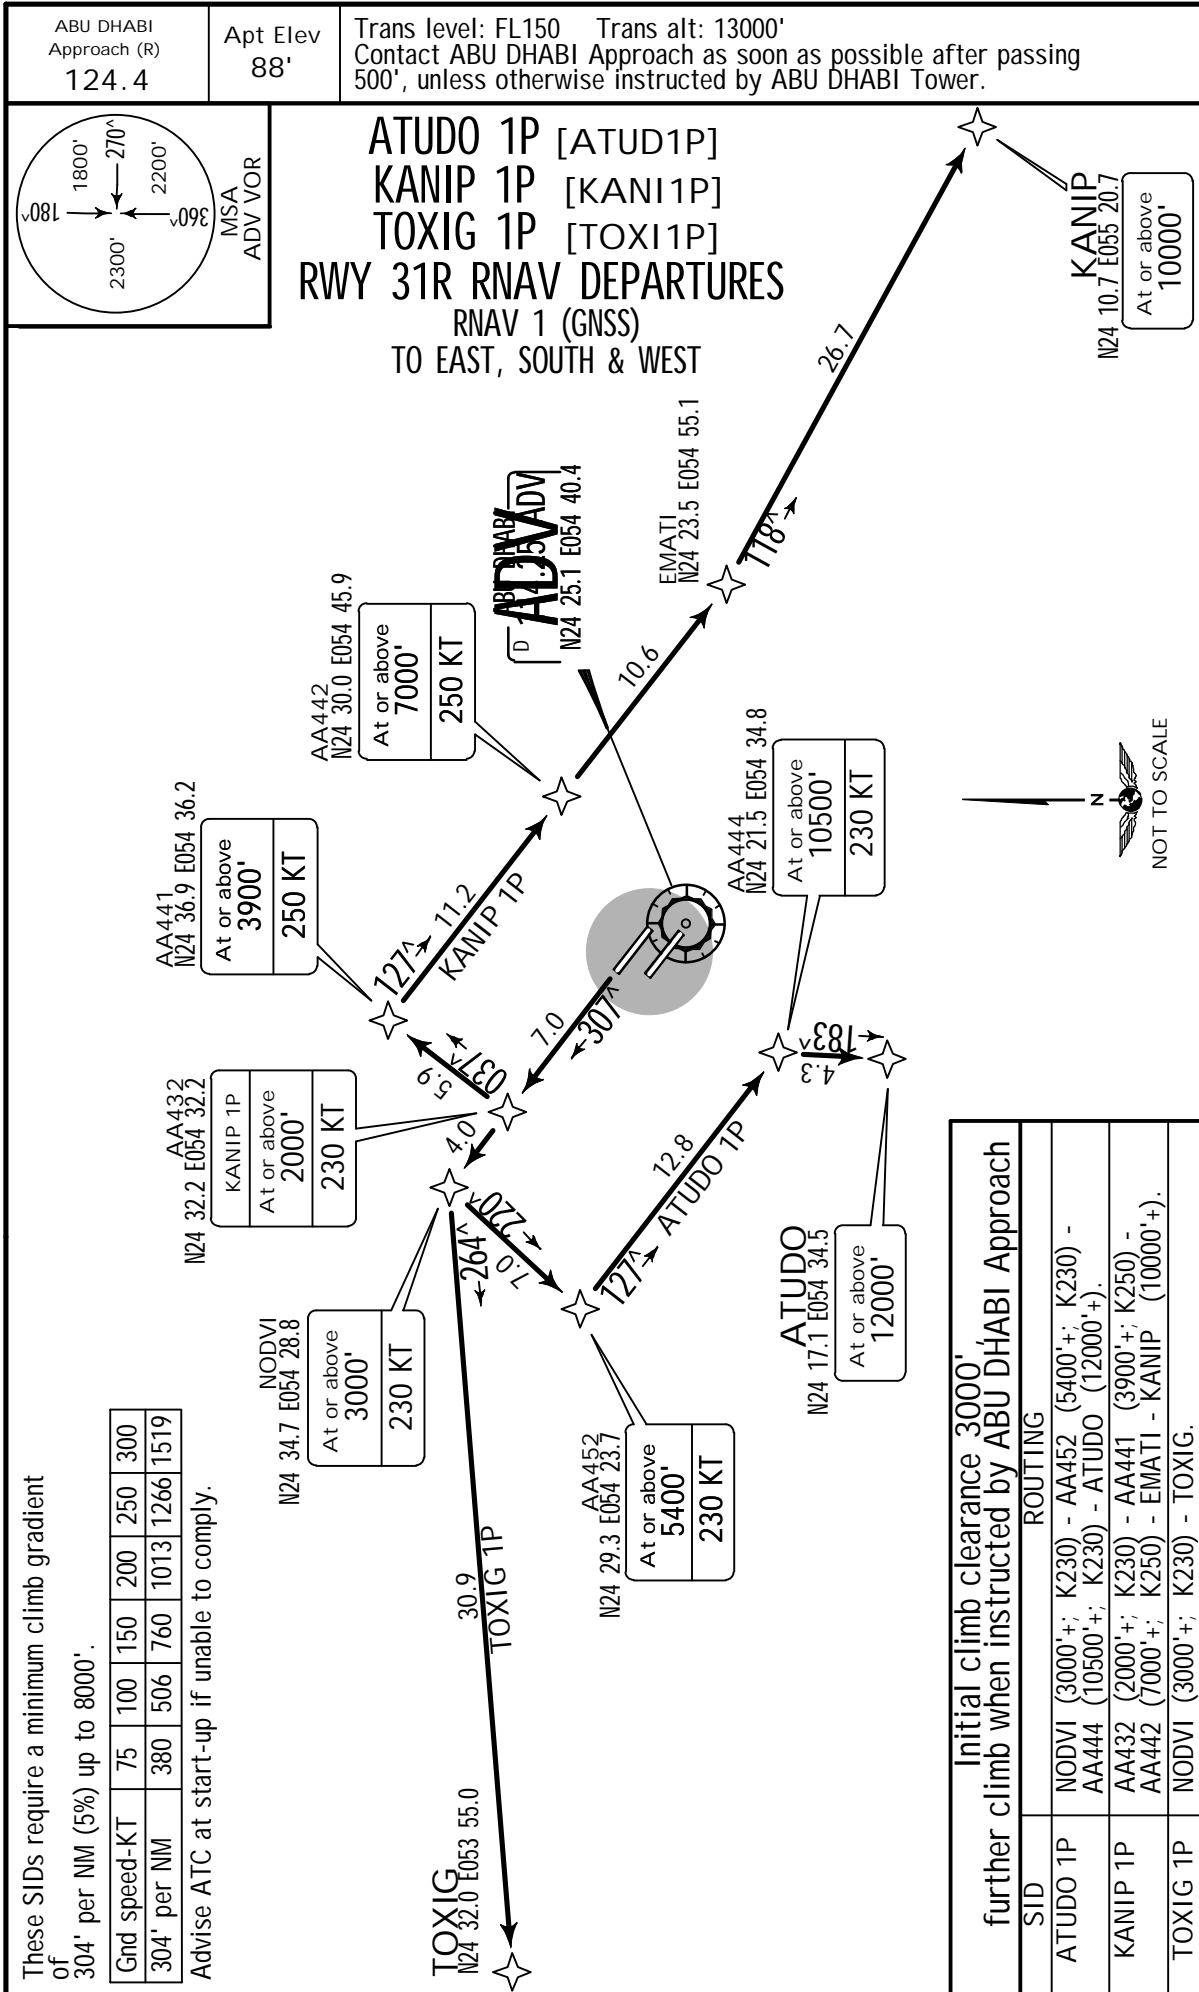 ABU DHABI
Approach (R)
124.4
Apt Elev
88'
Trans level: FL150 Trans alt: 13000'
Contact ABU DHABI Approach as soon as possible after passing
500', unless otherwise instructed by ABU DHABI Tower.
270^
1800'
2200'
180^
360^
2300'
MSA
ADV VOR
ATUDO 1P [ATUD1P]
KANIP 1P [KANI1P]
TOXIG 1P [TOXI1P]
RWY 31R RNAV DEPARTURES
RNAV 1 (GNSS)
TO EAST, SOUTH & WEST
KANIP
N24 10.7 E055 20.7
At or above
10000'
26.7
118^
EMATI
N24 23.5 E054 55.1
ABU DHABI
D
ADV
N24 25.1 E054 40.4
10.6
AA442
N24 30.0 E054 45.9
At or above
7000'
250 KT
AA441
N24 36.9 E054 36.2
At or above
3900'
250 KT
127^
11.2
KANIP 1P
AA444
N24 21.5 E054 34.8
At or above
10500'
230 KT
N
NOT TO SCALE
7.0
307^
037^
5.9
AA432
N24 32.2 E054 32.2
KANIP 1P
At or above
2000'
230 KT
4.0
183^
4.3
12.8
ATUDO 1P
127^
220^
7.0
264^
NODVI
N24 34.7 E054 28.8
At or above
3000'
230 KT
ATUDO
N24 17.1 E054 34.5
At or above
12000'
AA452
N24 29.3 E054 23.7
At or above
5400'
230 KT
30.9
TOXIG 1P
TOXIG
N24 32.0 E053 55.0
These SIDs require a minimum climb gradient
of
304' per NM (5%) up to 8000'.
Gnd speed-KT 75 100 150 200 250 300
304' per NM 380 506 760 1013 1266 1519
Advise ATC at start-up if unable to comply.
Initial climb clearance 3000',
further climb when instructed by ABU DHABI Approach
SID ROUTING
ATUDO 1P NODVI (3000'+; K230) - AA452 (5400'+; K230) -
AA444 (10500'+; K230) - ATUDO (12000'+).
KANIP 1P AA432 (2000'+; K230) - AA441 (3900'+; K250) -
AA442 (7000'+; K250) - EMATI - KANIP (10000'+).
TOXIG 1P NODVI (3000'+; K230) - TOXIG.